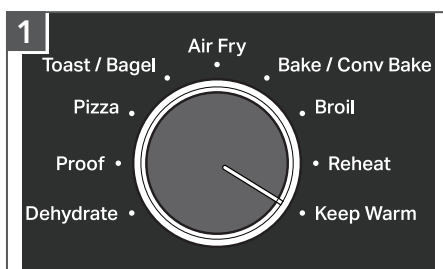 1
Air Fry
Toast / Bagel
Bake / Conv Bake
Pizza
Broil
Proof
Reheat
Dehydrate
Keep Warm